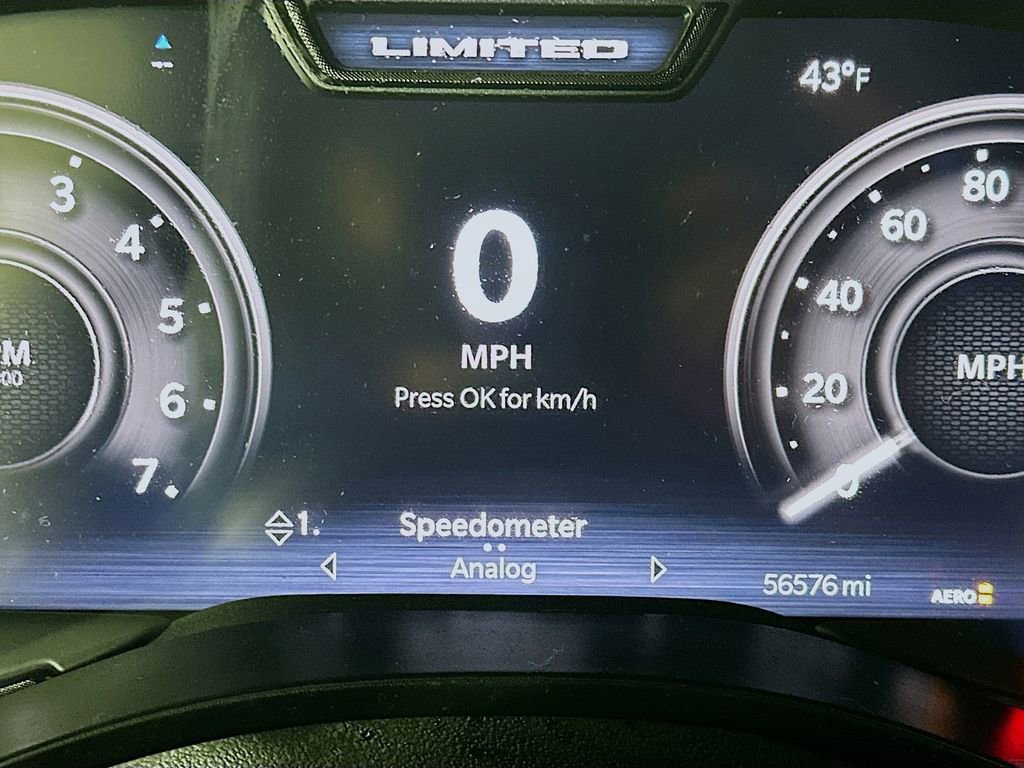 LIMITED
43°F
3
4
5
6
7
0
MPH
Press OK for km/h
80
60
40
20
0
MPH
1. Speedometer
Analog
56576 mi
AERO